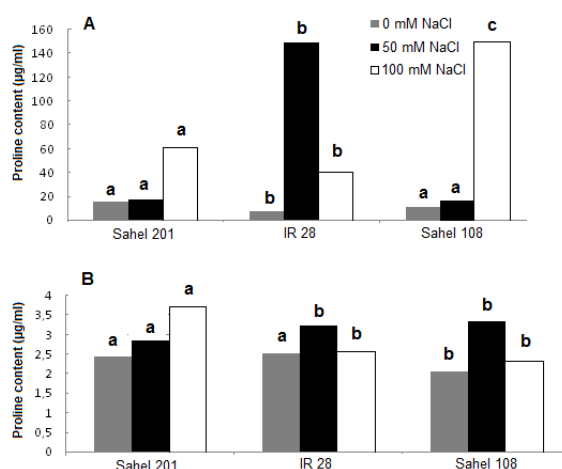 A
0 mM NaCl
50 mM NaCl
100 mM NaCl
Proline content (µg/ml)
160
140
120
100
80
60
40
20
0
a a a
b b b
a a c
Sahel 201 IR 28 Sahel 108
B
Proline content (µg/ml)
4
3,5
3
2,5
2
1,5
1
0,5
0
a a a
a b b
b b b
Sahel 201 IR 28 Sahel 108